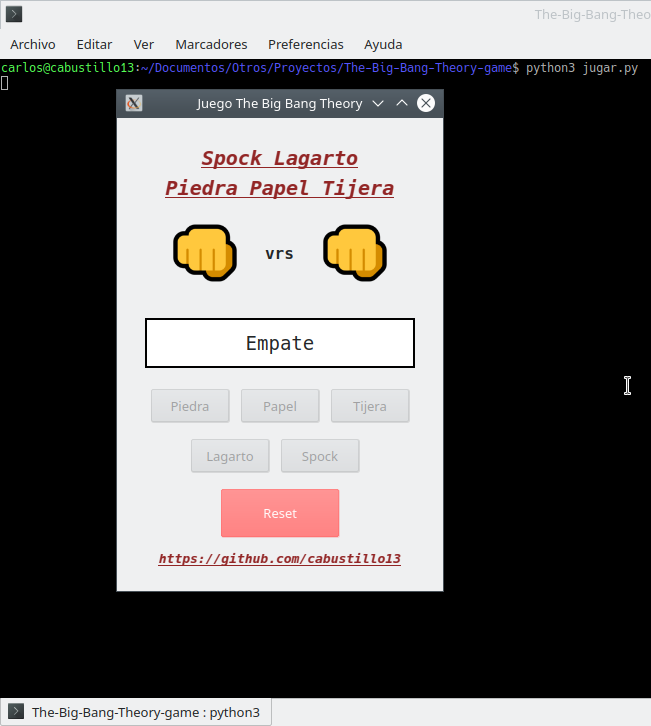 The-Big-Bang-Theo
Archivo Editar Ver Marcadores Preferencias Ayuda
carlos@cabustillo13:~/Documentos/Otros/Proyectos/The-Big-Bang-Theory-game$ python3 jugar.py
Juego The Big Bang Theory
Spock Lagarto
Piedra Papel Tijera
vrs
Empate
Piedra Papel Tijera
Lagarto Spock
Reset
https://github.com/cabustillo13
The-Big-Bang-Theory-game : python3